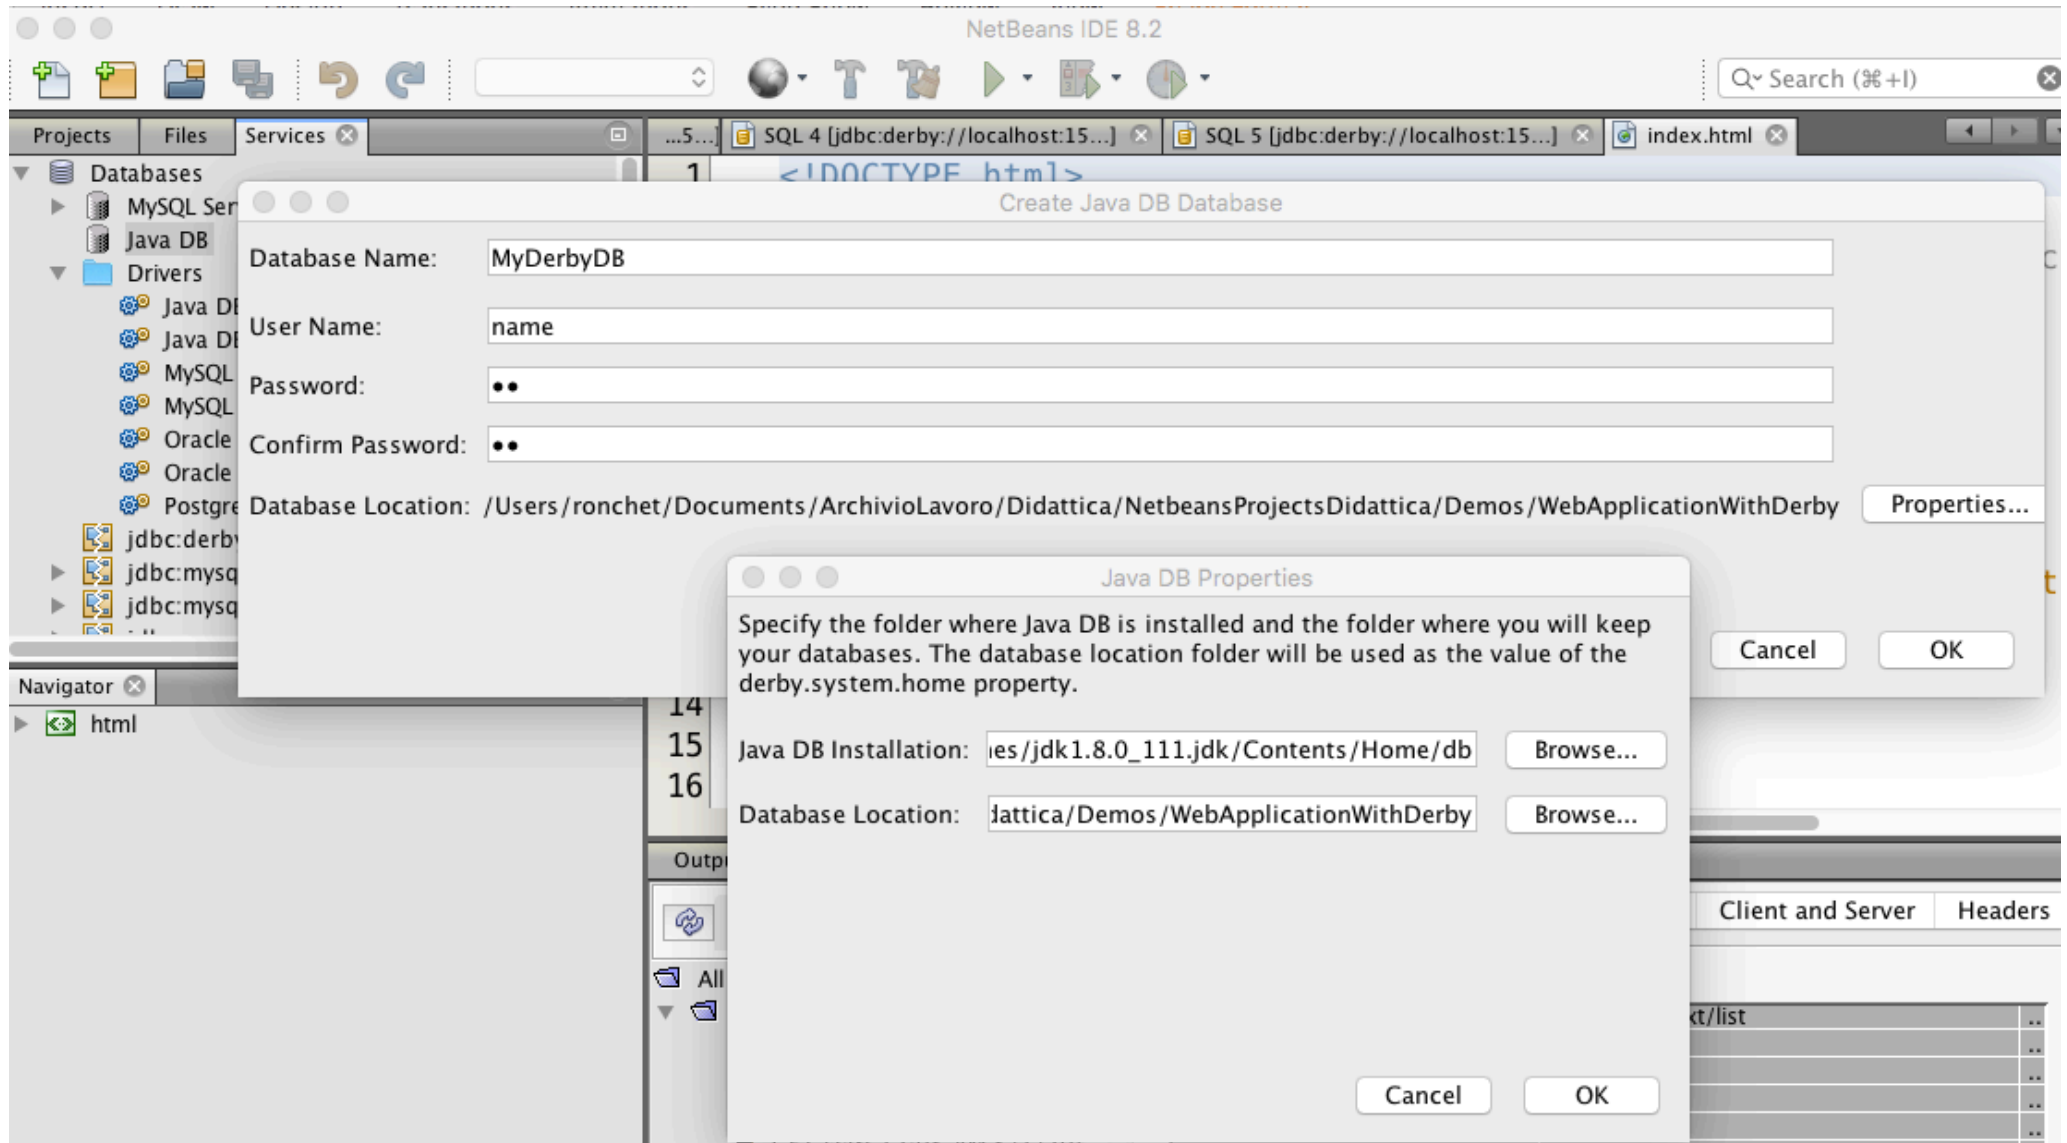 NetBeans IDE 8.2
Search (⌘+I)
Projects Files Services
...5...] SQL 4 [jdbc:derby://localhost:15...] SQL 5 [jdbc:derby://localhost:15...] index.html
Databases
1 <!DOCTYPE html>
MySQL Ser
Create Java DB Database
Java DB
Database Name: MyDerbyDB
Drivers
Java DB
User Name: name
Java DB
MySQL
Password: ••
MySQL
Oracle
Confirm Password: ••
Oracle
Postgre
Database Location: /Users/ronchet/Documents/ArchivioLavoro/Didattica/NetbeansProjectsDidattica/Demos/WebApplicationWithDerby Properties...
jdbc:derby
jdbc:mysq
jdbc:mysq
Java DB Properties
Specify the folder where Java DB is installed and the folder where you will keep
your databases. The database location folder will be used as the value of the
derby.system.home property.
Cancel OK
Navigator
html
14
15
16
Java DB Installation: es/jdk1.8.0_111.jdk/Contents/Home/db Browse...
Database Location: dattica/Demos/WebApplicationWithDerby Browse...
Outpu
Client and Server Headers
All
xt/list ..
..
..
..
..
Cancel OK